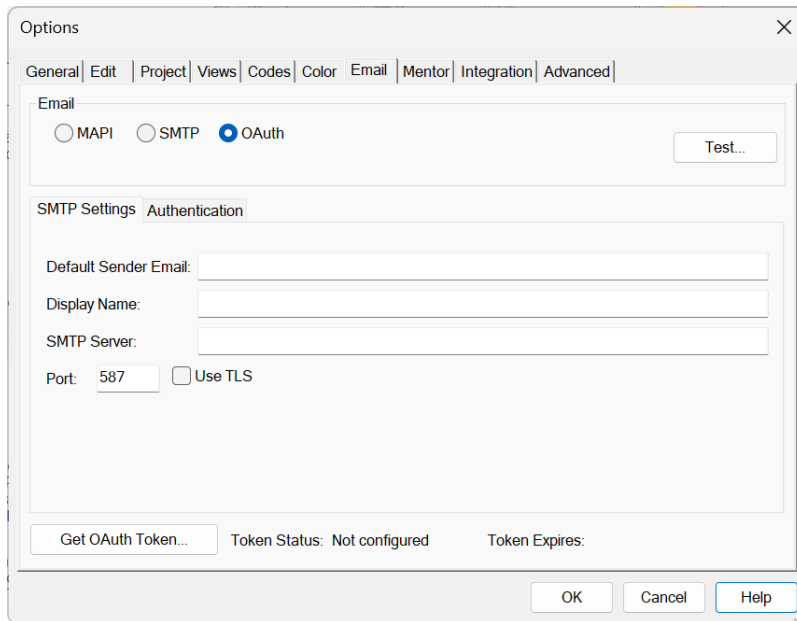 Options
General Edit Project Views Codes Color Email Mentor Integration Advanced
Email
MAPI SMTP OAuth
Test...
SMTP Settings Authentication
Default Sender Email:
Display Name:
SMTP Server:
Port: 587 Use TLS
Get OAuth Token... Token Status: Not configured Token Expires:
OK Cancel Help